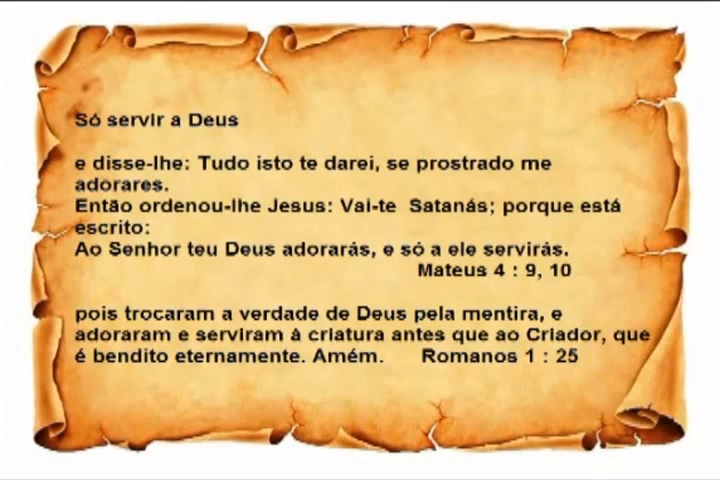 Só servir a Deus
e disse-lhe: Tudo isto te darei, se prostrado me
adorares.
Então ordenou-lhe Jesus: Vai-te  Satanás; porque está
escrito:
Ao Senhor teu Deus adorarás, e só a ele servirás.
Mateus 4 : 9, 10
pois trocaram a verdade de Deus pela mentira, e
adoraram e serviram à criatura antes que ao Criador, que
é bendito eternamente. Amém.      Romanos 1 : 25